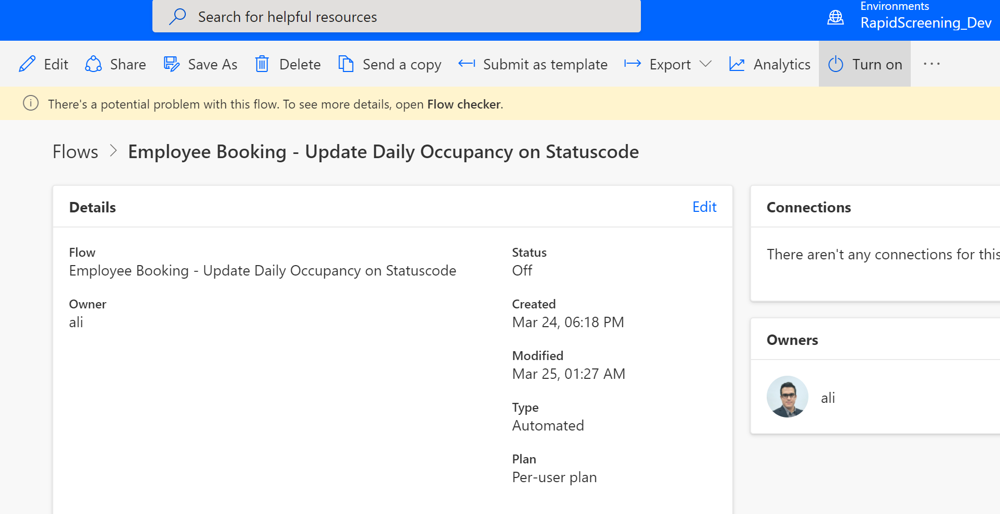 Search for helpful resources
Environments
RapidScreening_Dev
Edit Share Save As Delete Send a copy Submit as template Export Analytics Turn on ...
There's a potential problem with this flow. To see more details, open Flow checker.
Flows > Employee Booking - Update Daily Occupancy on Statuscode
Details
Edit
Flow
Employee Booking - Update Daily Occupancy on Statuscode
Owner
ali
Status
Off
Created
Mar 24, 06:18 PM
Modified
Mar 25, 01:27 AM
Type
Automated
Plan
Per-user plan
Connections
There aren't any connections for this
Owners
ali